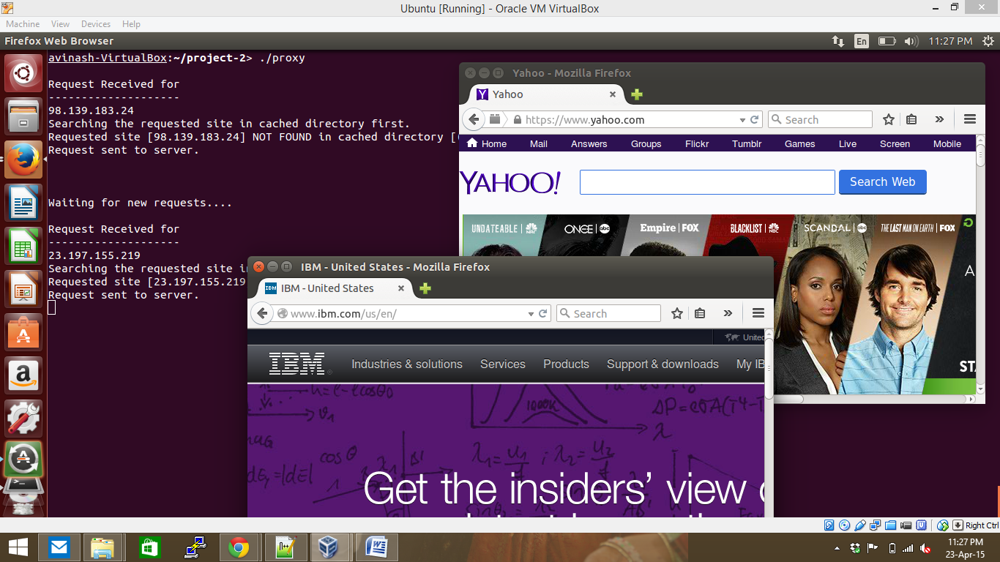 Ubuntu [Running] - Oracle VM VirtualBox
Machine View Devices Help
Firefox Web Browser
En
11:27 PM
avinash-VirtualBox:~/project-2> ./proxy
Request Received for
--------------------
98.139.183.24
Searching the requested site in cached directory first.
Requested site [98.139.183.24] NOT FOUND in cached directory [
Request sent to server.
Waiting for new requests....
Request Received for
--------------------
23.197.155.219
Searching the requested site
Requested site [23.197.155.219
Request sent to server.
Yahoo - Mozilla Firefox
Yahoo
https://www.yahoo.com
Search
Home Mail Answers Groups Flickr Tumblr Games Live Screen Mobile
YAHOO!
Search Web
UNDATEABLE | NBC
ONCE | abc
Empire | FOX
BLACKLIST | NBC
SCANDAL | abc
THE LAST MAN ON EARTH | FOX
A
STA
IBM - United States - Mozilla Firefox
IBM - United States
www.ibm.com/us/en/
Search
United
IBM
Industries & solutions Services Products Support & downloads My IB
Get the insiders' view
Right Ctrl
11:27 PM
23-Apr-15